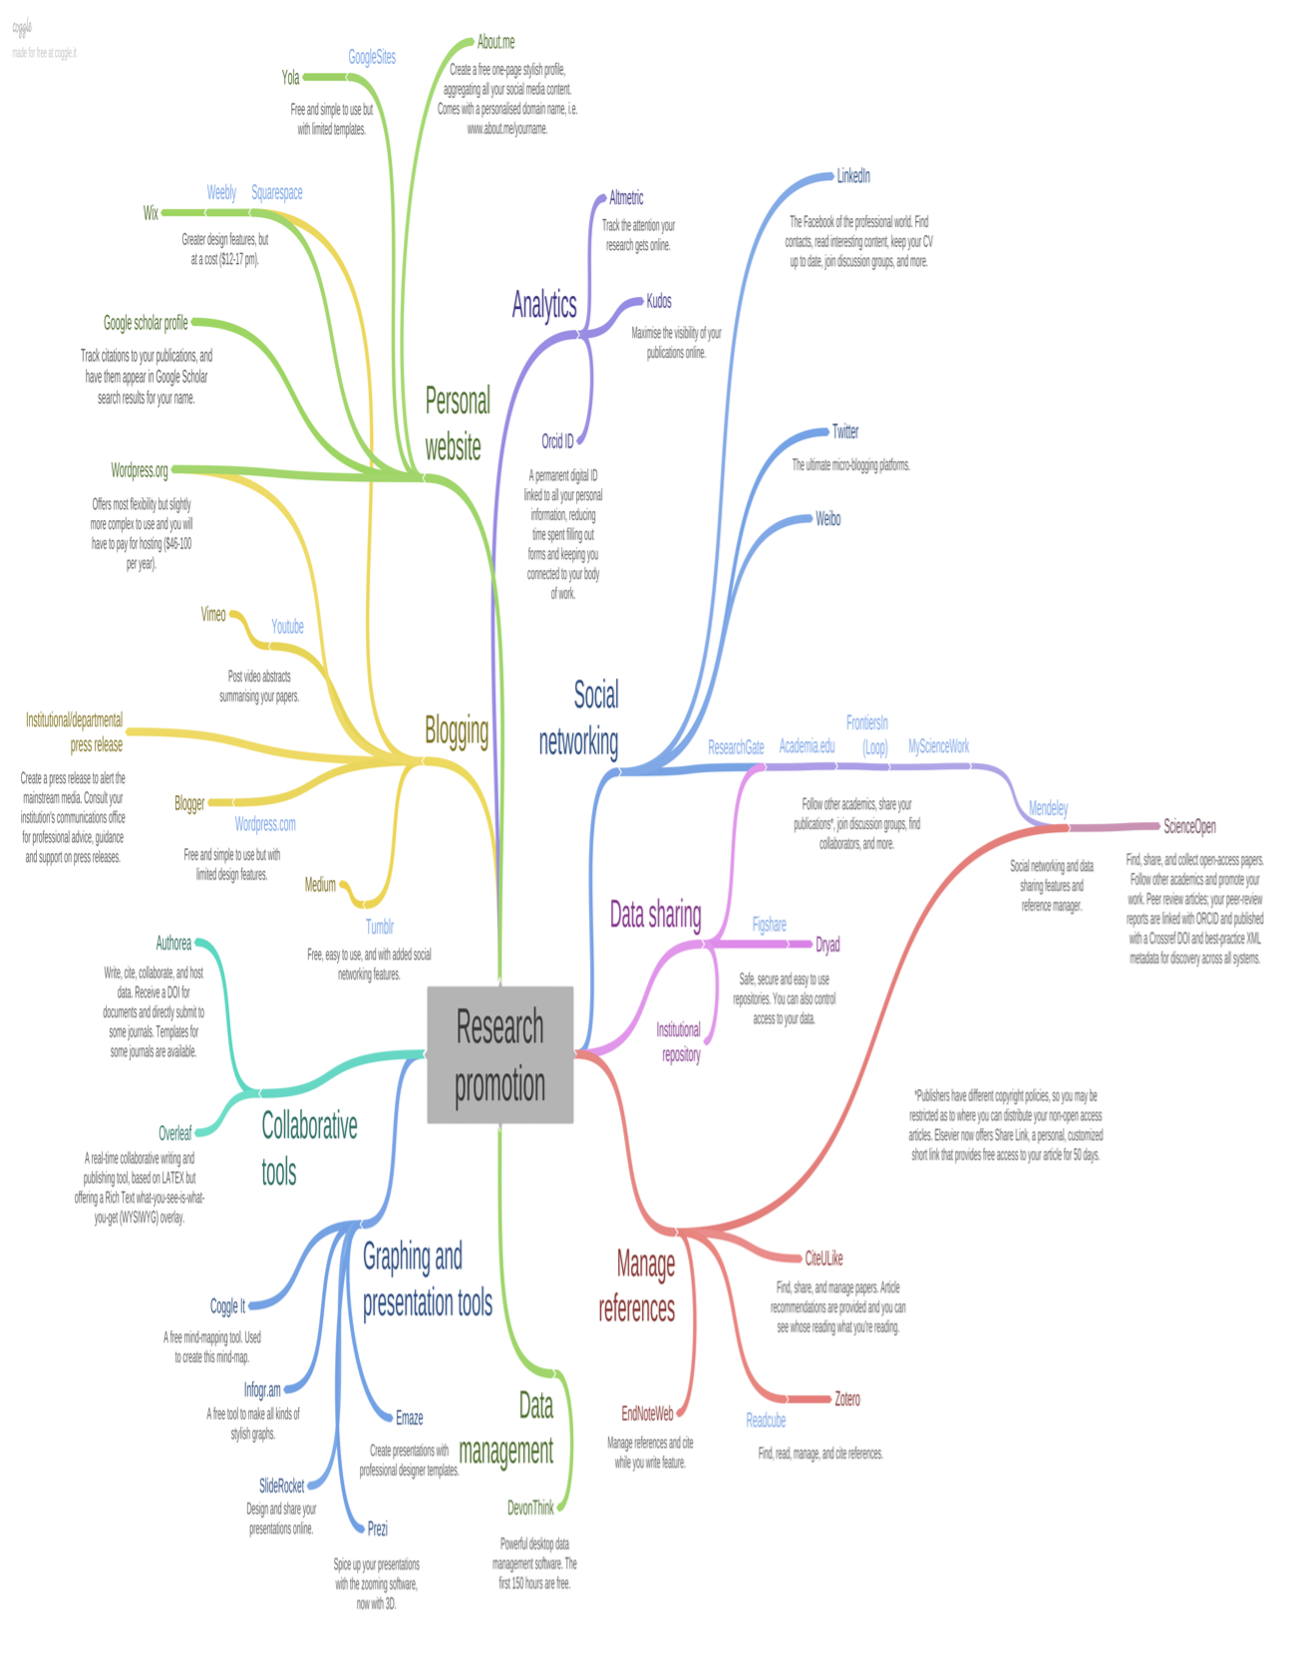 coggle
made for free at coggle.it
About.me
Create a free one-page stylish profile,
aggregating all your social media content.
Comes with a personalised domain name, i.e.
www.about.me/yourname.
GoogleSites
Yola
Free and simple to use but
with limited templates.
Weebly
Squarespace
Wix
Greater design features, but
at a cost ($12-17 pm).
Google scholar profile
Track citations to your publications, and
have them appear in Google Scholar
search results for your name.
Personal
website
Wordpress.org
Offers most flexibility but slightly
more complex to use and you will
have to pay for hosting ($46-100
per year).
Altmetric
Track the attention your
research gets online.
Analytics
Kudos
Maximise the visibility of your
publications online.
Orcid ID
A permanent digital ID
linked to all your personal
information, reducing
time spent filling out
forms and keeping you
connected to your body
of work.
LinkedIn
The Facebook of the professional world. Find
contacts, read interesting content, keep your CV
up to date, join discussion groups, and more.
Twitter
The ultimate micro-blogging platforms.
Weibo
Vimeo
Youtube
Post video abstracts
summarising your papers.
Institutional/departmental
press release
Create a press release to alert the
mainstream media. Consult your
institution's communications office
for professional advice, guidance
and support on press releases.
Blogging
Blogger
Wordpress.com
Free and simple to use but with
limited design features.
Medium
Tumblr
Free, easy to use, and with added social
networking features.
Social
networking
ResearchGate
Academia.edu
FrontiersIn
(Loop)
MyScienceWork
Follow other academics, share your
publications*, join discussion groups, find
collaborators, and more.
Mendeley
Social networking and data
sharing features and
reference manager.
ScienceOpen
Find, share, and collect open-access papers.
Follow other academics and promote your
work. Peer review articles; your peer-review
reports are linked with ORCID and published
with a Crossref DOI and best-practice XML
metadata for discovery across all systems.
Data sharing
Figshare
Dryad
Safe, secure and easy to use
repositories. You can also control
access to your data.
Institutional
repository
Authorea
Write, cite, collaborate, and host
data. Receive a DOI for
documents and directly submit to
some journals. Templates for
some journals are available.
Research
promotion
Collaborative
tools
Overleaf
A real-time collaborative writing and
publishing tool, based on LATEX but
offering a Rich Text what-you-see-is-what-
you-get (WYSIWYG) overlay.
*Publishers have different copyright policies, so you may be
restricted as to where you can distribute your non-open access
articles. Elsevier now offers Share Link, a personal, customized
short link that provides free access to your article for 50 days.
Graphing and
presentation tools
Coggle It
A free mind-mapping tool. Used
to create this mind-map.
Infogr.am
A free tool to make all kinds of
stylish graphs.
Emaze
Create presentations with
professional designer templates.
SlideRocket
Design and share your
presentations online.
Prezi
Spice up your presentations
with the zooming software,
now with 3D.
Data
management
DevonThink
Powerful desktop data
management software. The
first 150 hours are free.
Manage
references
CiteULike
Find, share, and manage papers. Article
recommendations are provided and you can
see whose reading what you're reading.
EndNoteWeb
Manage references and cite
while you write feature.
Zotero
Readcube
Find, read, manage, and cite references.